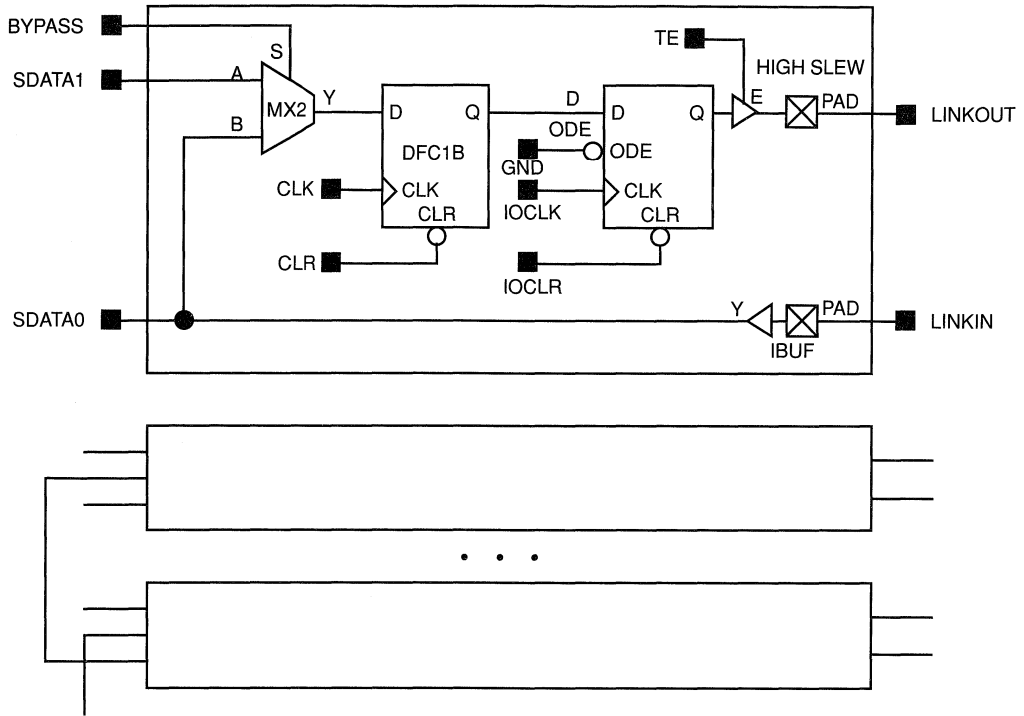 BYPASS
SDATA1
S
A
MX2
Y
B
D
Q
DFC1B
CLK
CLK
CLR
CLR
D
ODE
GND
IOCLK
IOCLR
D
Q
ODE
CLK
CLR
TE
E
HIGH SLEW
PAD
LINKOUT
SDATA0
Y
IBUF
PAD
LINKIN